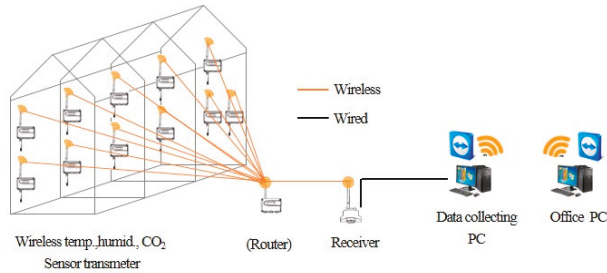 Wireless
Wired
Wireless temp.,humid., CO₂
Sensor transmeter
(Router)
Receiver
Data collecting
PC
Office PC